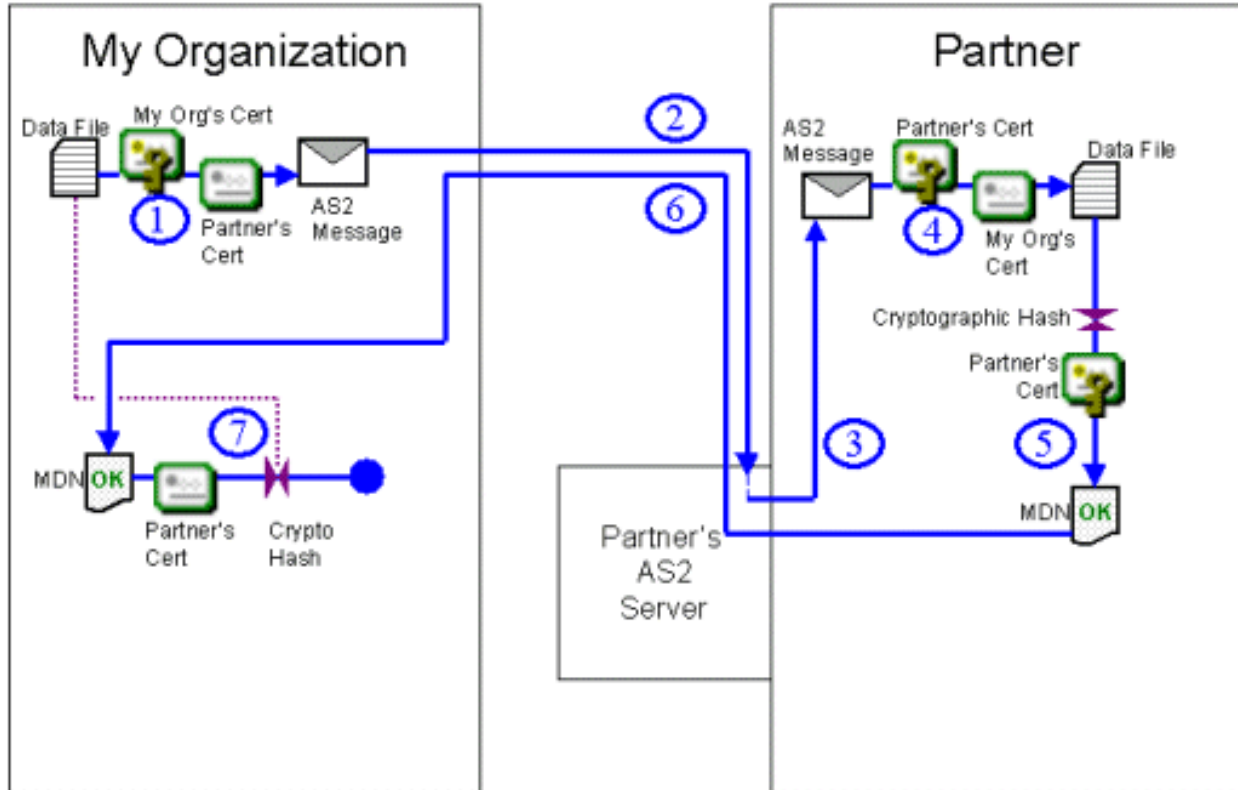 My Organization
Partner
My Org's Cert
Data File
1
Partner's
Cert
AS2
Message
2
6
AS2
Message
Partner's Cert
Data File
4
My Org's
Cert
Cryptographic Hash
Partner's
Cert
3
5
MDN OK
7
MDN OK
Partner's
Cert
Crypto
Hash
Partner's
AS2
Server